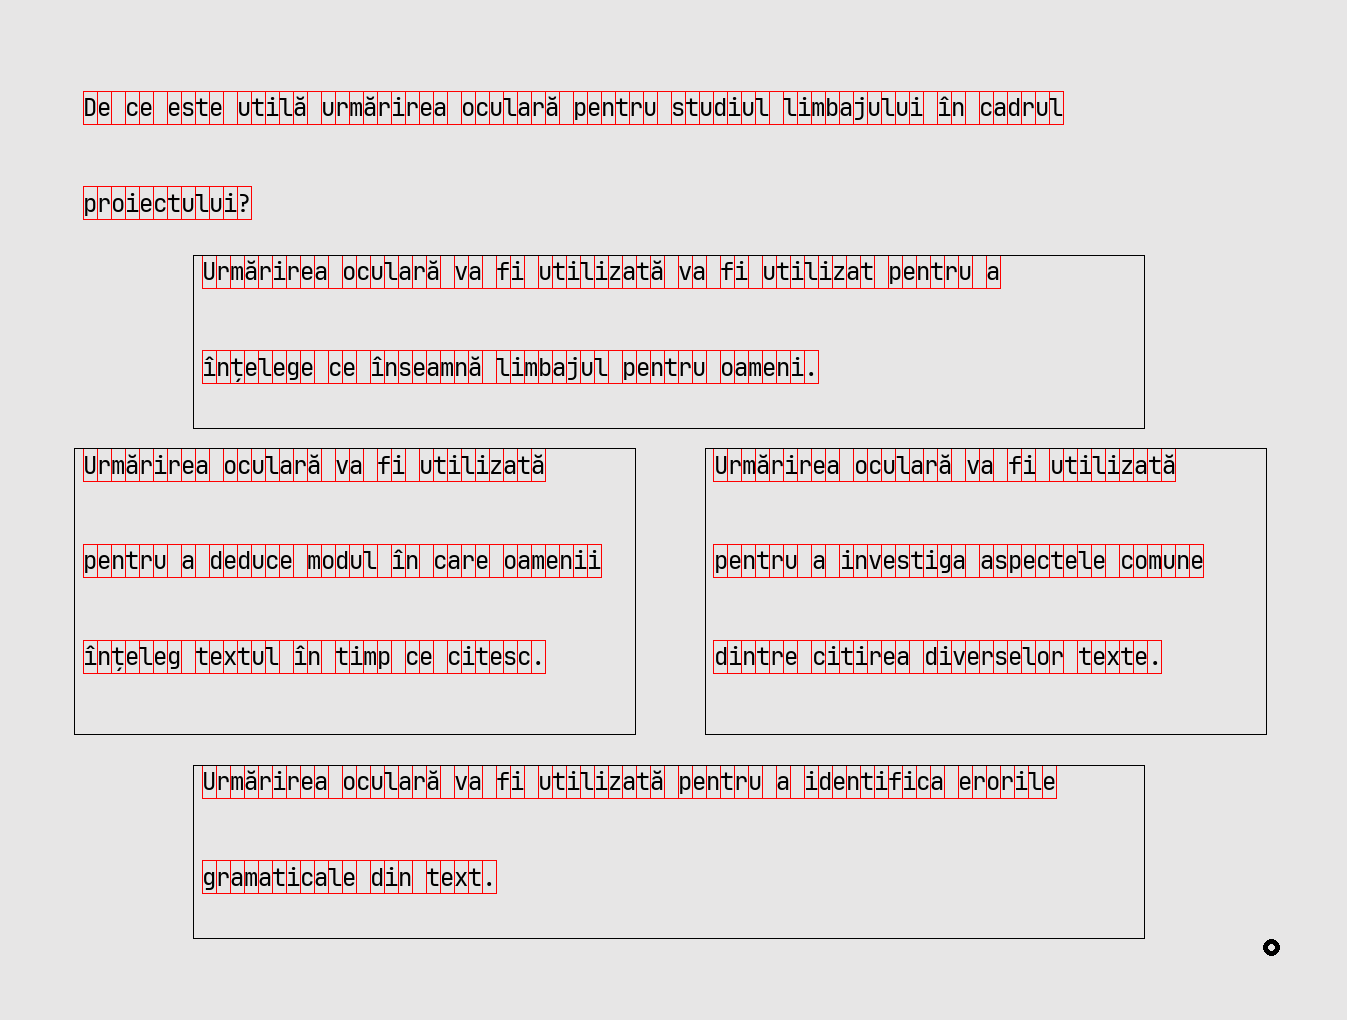 De ce este utilă urmărirea oculară pentru studiul limbajului în cadrul
proiectului?
Urmărirea oculară va fi utilizată va fi utilizat pentru a
înțelege ce înseamnă limbajul pentru oameni.
Urmărirea oculară va fi utilizată
pentru a deduce modul în care oamenii
înțeleg textul în timp ce citesc.
Urmărirea oculară va fi utilizată
pentru a investiga aspectele comune
dintre citirea diverselor texte.
Urmărirea oculară va fi utilizată pentru a identifica erorile
gramaticale din text.